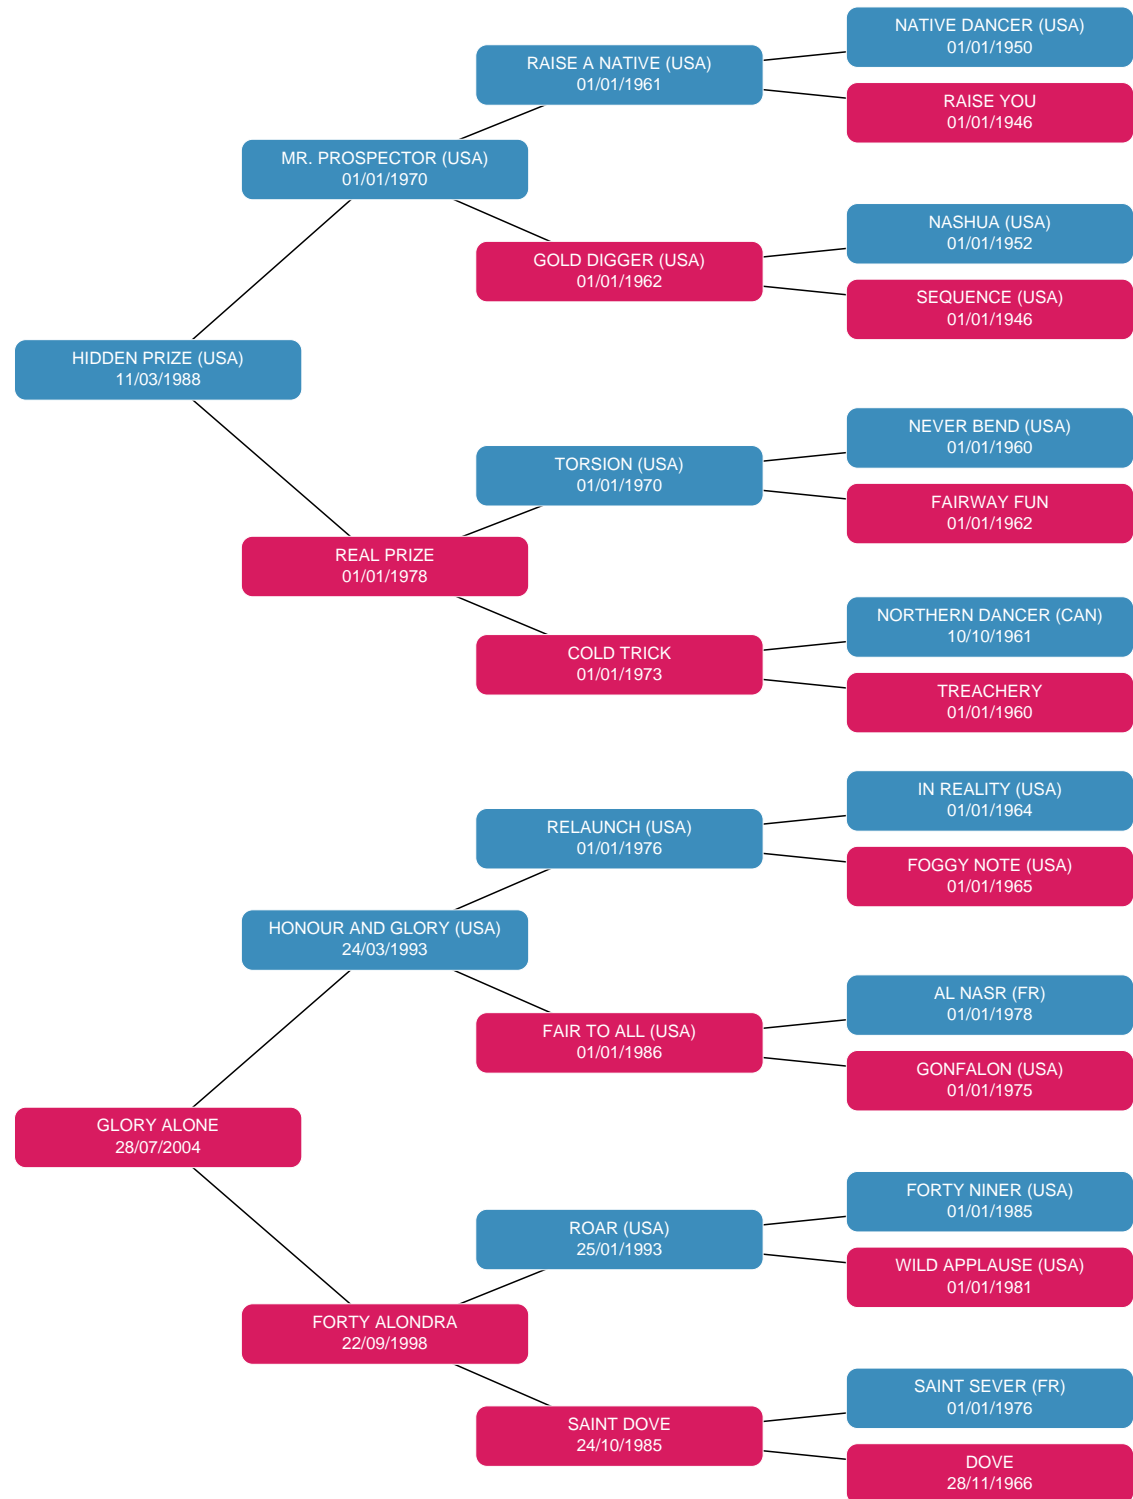 NATIVE DANCER (USA)
01/01/1950
RAISE A NATIVE (USA)
01/01/1961
RAISE YOU
01/01/1946
MR. PROSPECTOR (USA)
01/01/1970
NASHUA (USA)
01/01/1952
GOLD DIGGER (USA)
01/01/1962
SEQUENCE (USA)
01/01/1946
HIDDEN PRIZE (USA)
11/03/1988
NEVER BEND (USA)
01/01/1960
TORSION (USA)
01/01/1970
FAIRWAY FUN
01/01/1962
REAL PRIZE
01/01/1978
NORTHERN DANCER (CAN)
10/10/1961
COLD TRICK
01/01/1973
TREACHERY
01/01/1960
IN REALITY (USA)
01/01/1964
RELAUNCH (USA)
01/01/1976
FOGGY NOTE (USA)
01/01/1965
HONOUR AND GLORY (USA)
24/03/1993
AL NASR (FR)
01/01/1978
FAIR TO ALL (USA)
01/01/1986
GONFALON (USA)
01/01/1975
GLORY ALONE
28/07/2004
FORTY NINER (USA)
01/01/1985
ROAR (USA)
25/01/1993
WILD APPLAUSE (USA)
01/01/1981
FORTY ALONDRA
22/09/1998
SAINT SEVER (FR)
01/01/1976
SAINT DOVE
24/10/1985
DOVE
28/11/1966